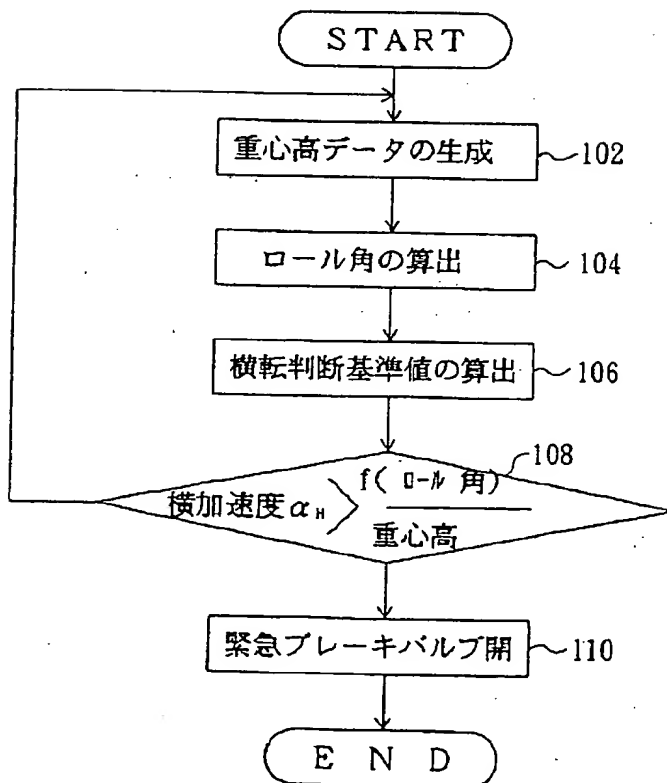 START
重心高データの生成 102
ロール角の算出 104
横転判断基準値の算出 106
108
f( ロール 角)
横加速度αH >
重心高
緊急ブレーキバルブ開 110
END